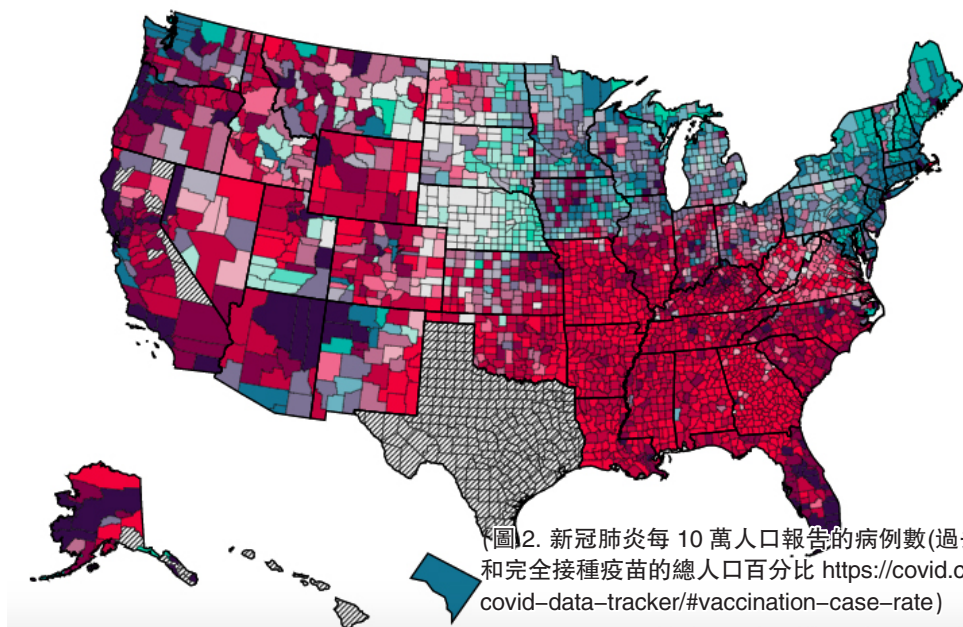 (圖2. 新冠肺炎每 10 萬人口報告的病例數(過
和完全接種疫苗的總人口百分比 https://covid.c
covid–data–tracker/#vaccination–case–rate)